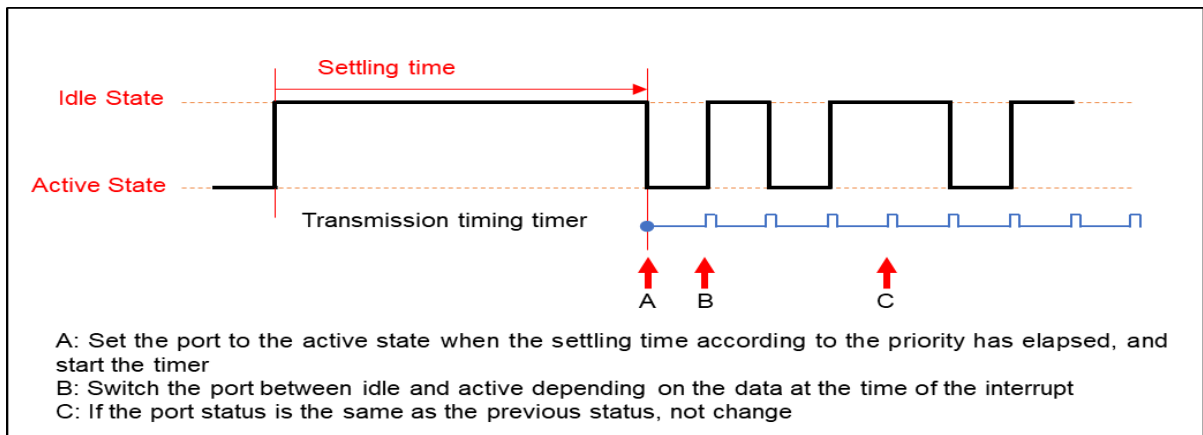 Settling time
Idle State
Active State
Transmission timing timer
A
B
C
A: Set the port to the active state when the settling time according to the priority has elapsed, and
start the timer
B: Switch the port between idle and active depending on the data at the time of the interrupt
C: If the port status is the same as the previous status, not change